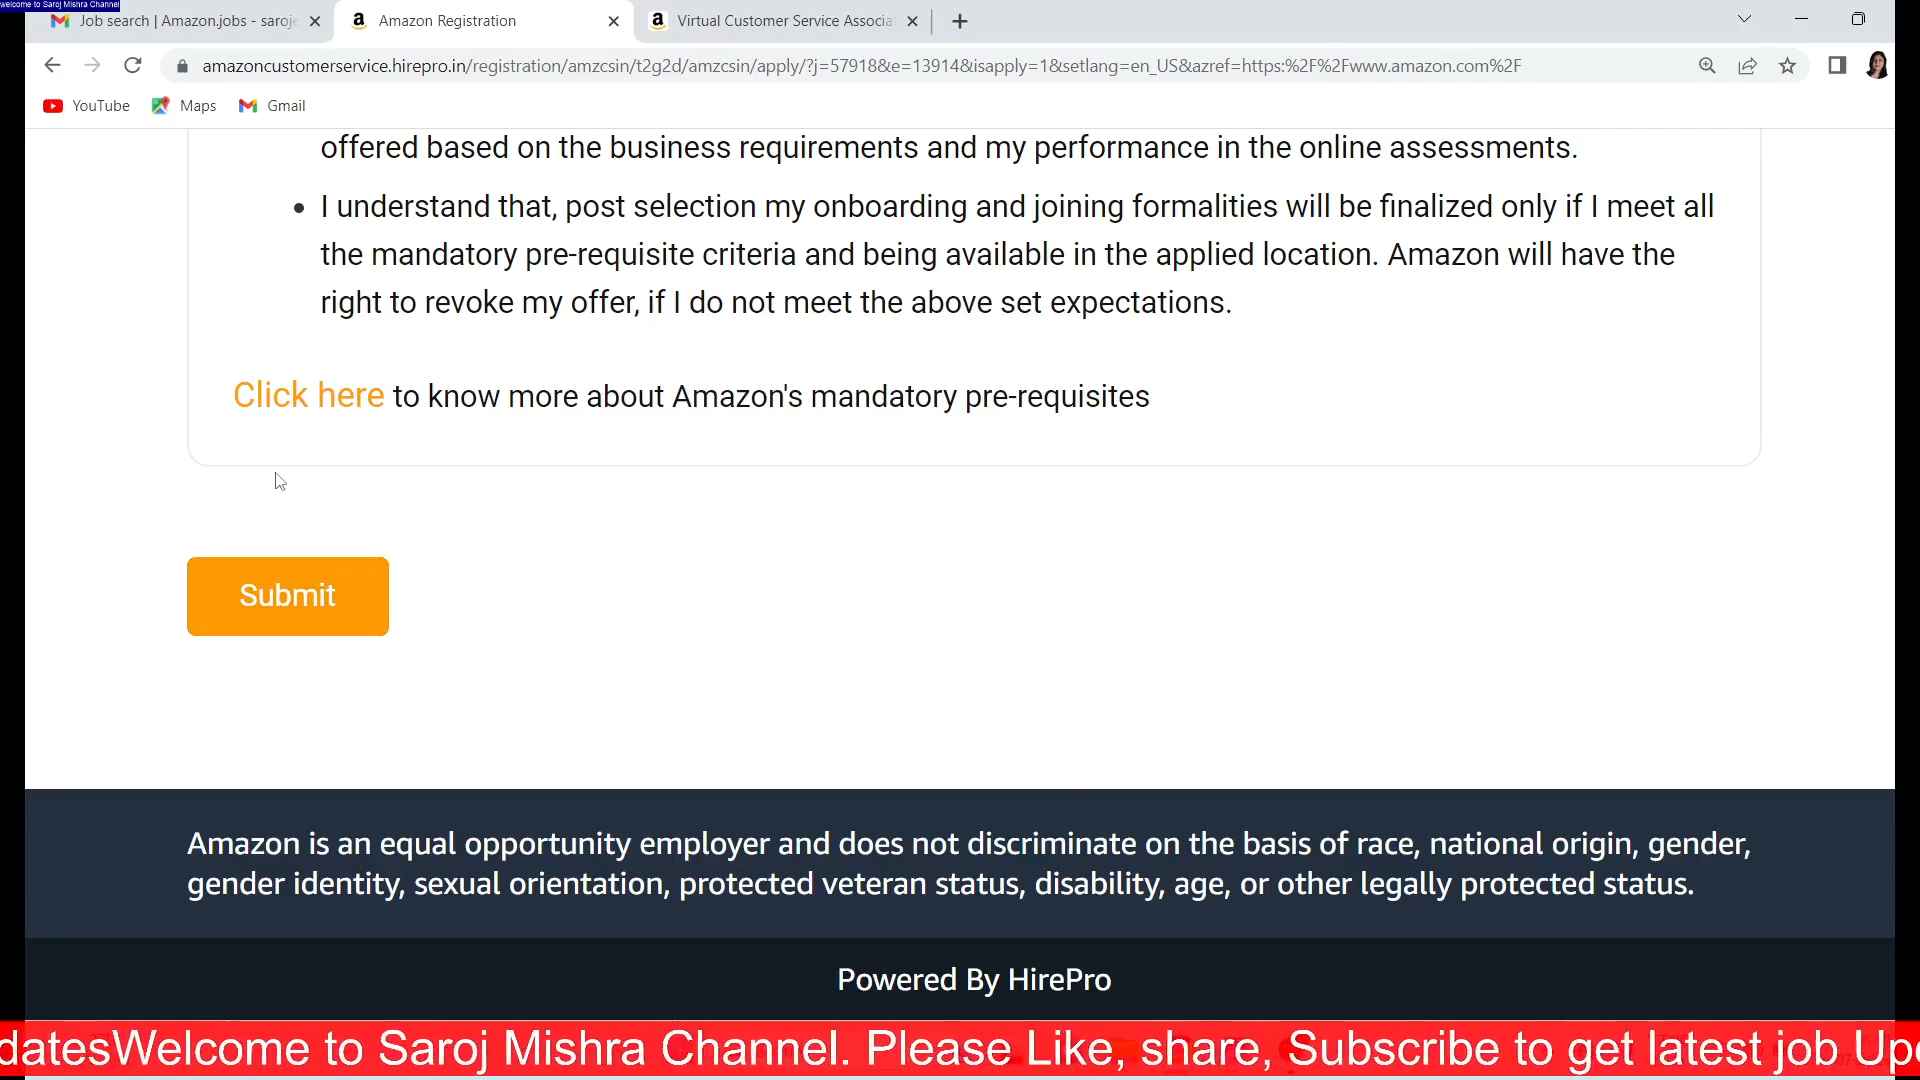 welcome to Saroj Mishra Channel
Job search | Amazon.jobs - saroje
Amazon Registration
Virtual Customer Service Associa
amazoncustomerservice.hirepro.in/registration/amzcsin/t2g2d/amzcsin/apply/?j=57918&e=13914&isapply=1&setlang=en_US&azref=https:%2F%2Fwww.amazon.com%2F
YouTube
Maps
Gmail
offered based on the business requirements and my performance in the online assessments.
• I understand that, post selection my onboarding and joining formalities will be finalized only if I meet all
the mandatory pre-requisite criteria and being available in the applied location. Amazon will have the
right to revoke my offer, if I do not meet the above set expectations.
Click here to know more about Amazon's mandatory pre-requisites
Submit
Amazon is an equal opportunity employer and does not discriminate on the basis of race, national origin, gender,
gender identity, sexual orientation, protected veteran status, disability, age, or other legally protected status.
Powered By HirePro
datesWelcome to Saroj Mishra Channel. Please Like, share, Subscribe to get latest job Up